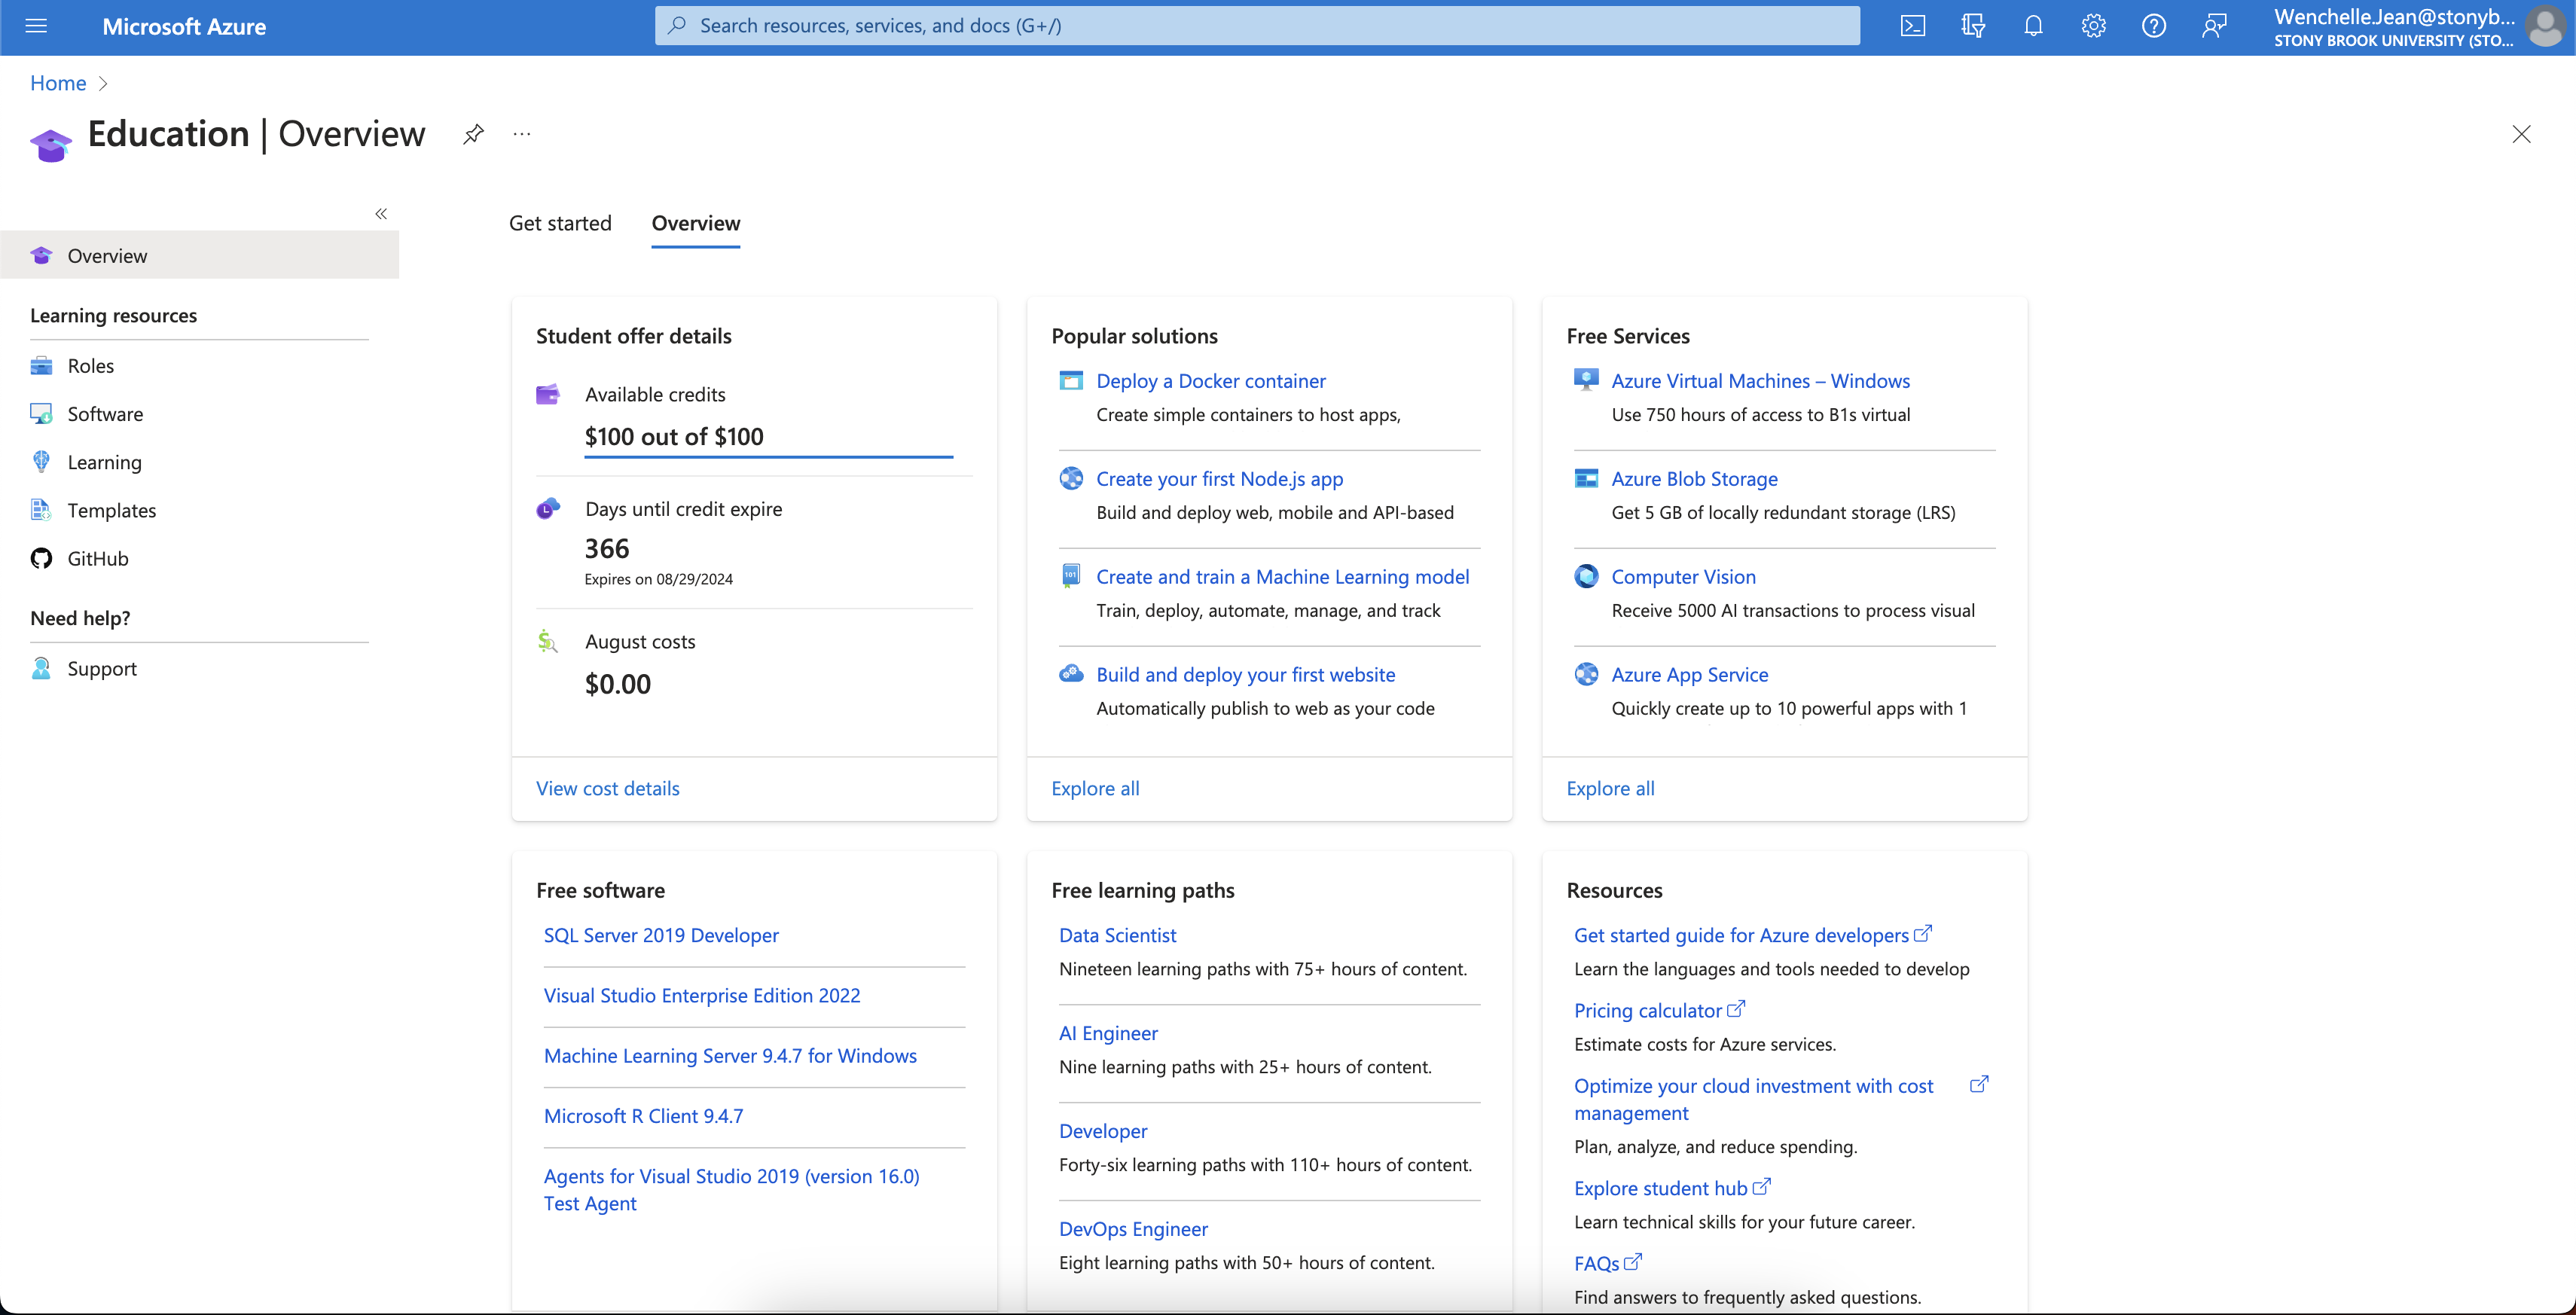 Microsoft Azure
Search resources, services, and docs (G+/)
Wenchelle.Jean@stonyb...
STONY BROOK UNIVERSITY (STO...
Home
Education | Overview
...
Overview
Learning resources
Roles
Software
Learning
Templates
GitHub
Need help?
Support
Get started
Overview
Student offer details
Available credits
$100 out of $100
Days until credit expire
366
Expires on 08/29/2024
August costs
$0.00
View cost details
Popular solutions
Deploy a Docker container
Create simple containers to host apps,
Create your first Node.js app
Build and deploy web, mobile and API-based
Create and train a Machine Learning model
Train, deploy, automate, manage, and track
Build and deploy your first website
Automatically publish to web as your code
Explore all
Free Services
Azure Virtual Machines – Windows
Use 750 hours of access to B1s virtual
Azure Blob Storage
Get 5 GB of locally redundant storage (LRS)
Computer Vision
Receive 5000 AI transactions to process visual
Azure App Service
Quickly create up to 10 powerful apps with 1
Explore all
Free software
SQL Server 2019 Developer
Visual Studio Enterprise Edition 2022
Machine Learning Server 9.4.7 for Windows
Microsoft R Client 9.4.7
Agents for Visual Studio 2019 (version 16.0)
Test Agent
Free learning paths
Data Scientist
Nineteen learning paths with 75+ hours of content.
AI Engineer
Nine learning paths with 25+ hours of content.
Developer
Forty-six learning paths with 110+ hours of content.
DevOps Engineer
Eight learning paths with 50+ hours of content.
Resources
Get started guide for Azure developers
Learn the languages and tools needed to develop
Pricing calculator
Estimate costs for Azure services.
Optimize your cloud investment with cost
management
Plan, analyze, and reduce spending.
Explore student hub
Learn technical skills for your future career.
FAQs
Find answers to frequently asked questions.